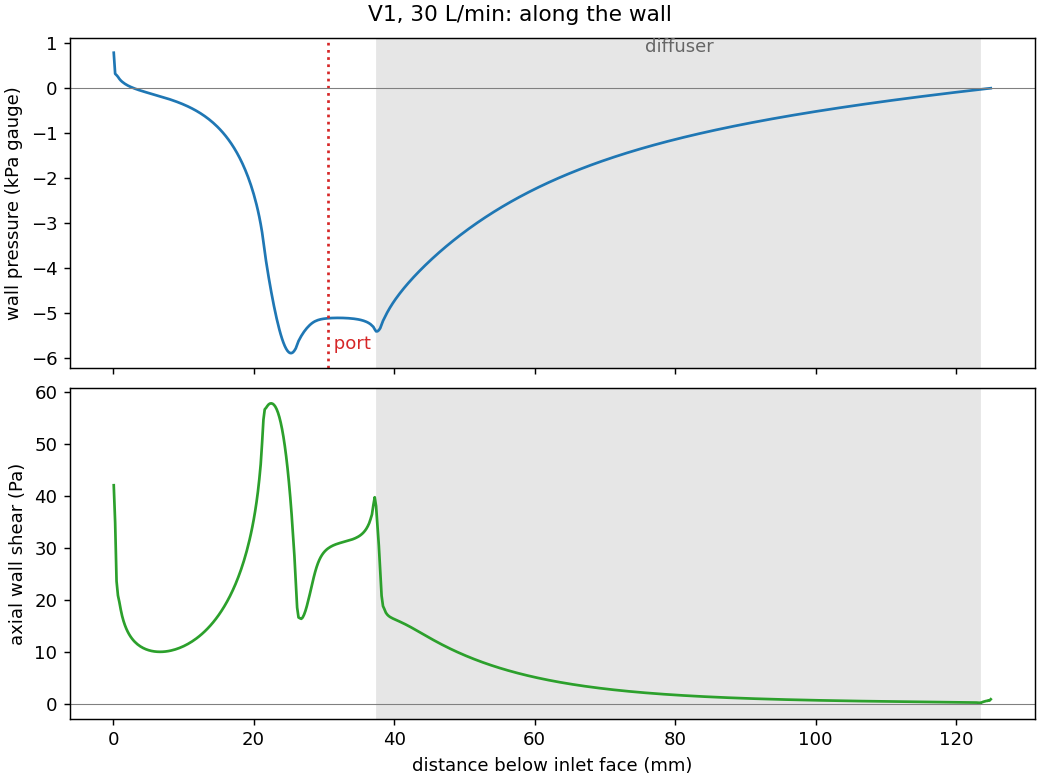 V1, 30 L/min: along the wall
diffuser
wall pressure (kPa gauge)
1
0
−1
−2
−3
−4
−5
−6
port
axial wall shear (Pa)
60
50
40
30
20
10
0
0 20 40 60 80 100 120
distance below inlet face (mm)